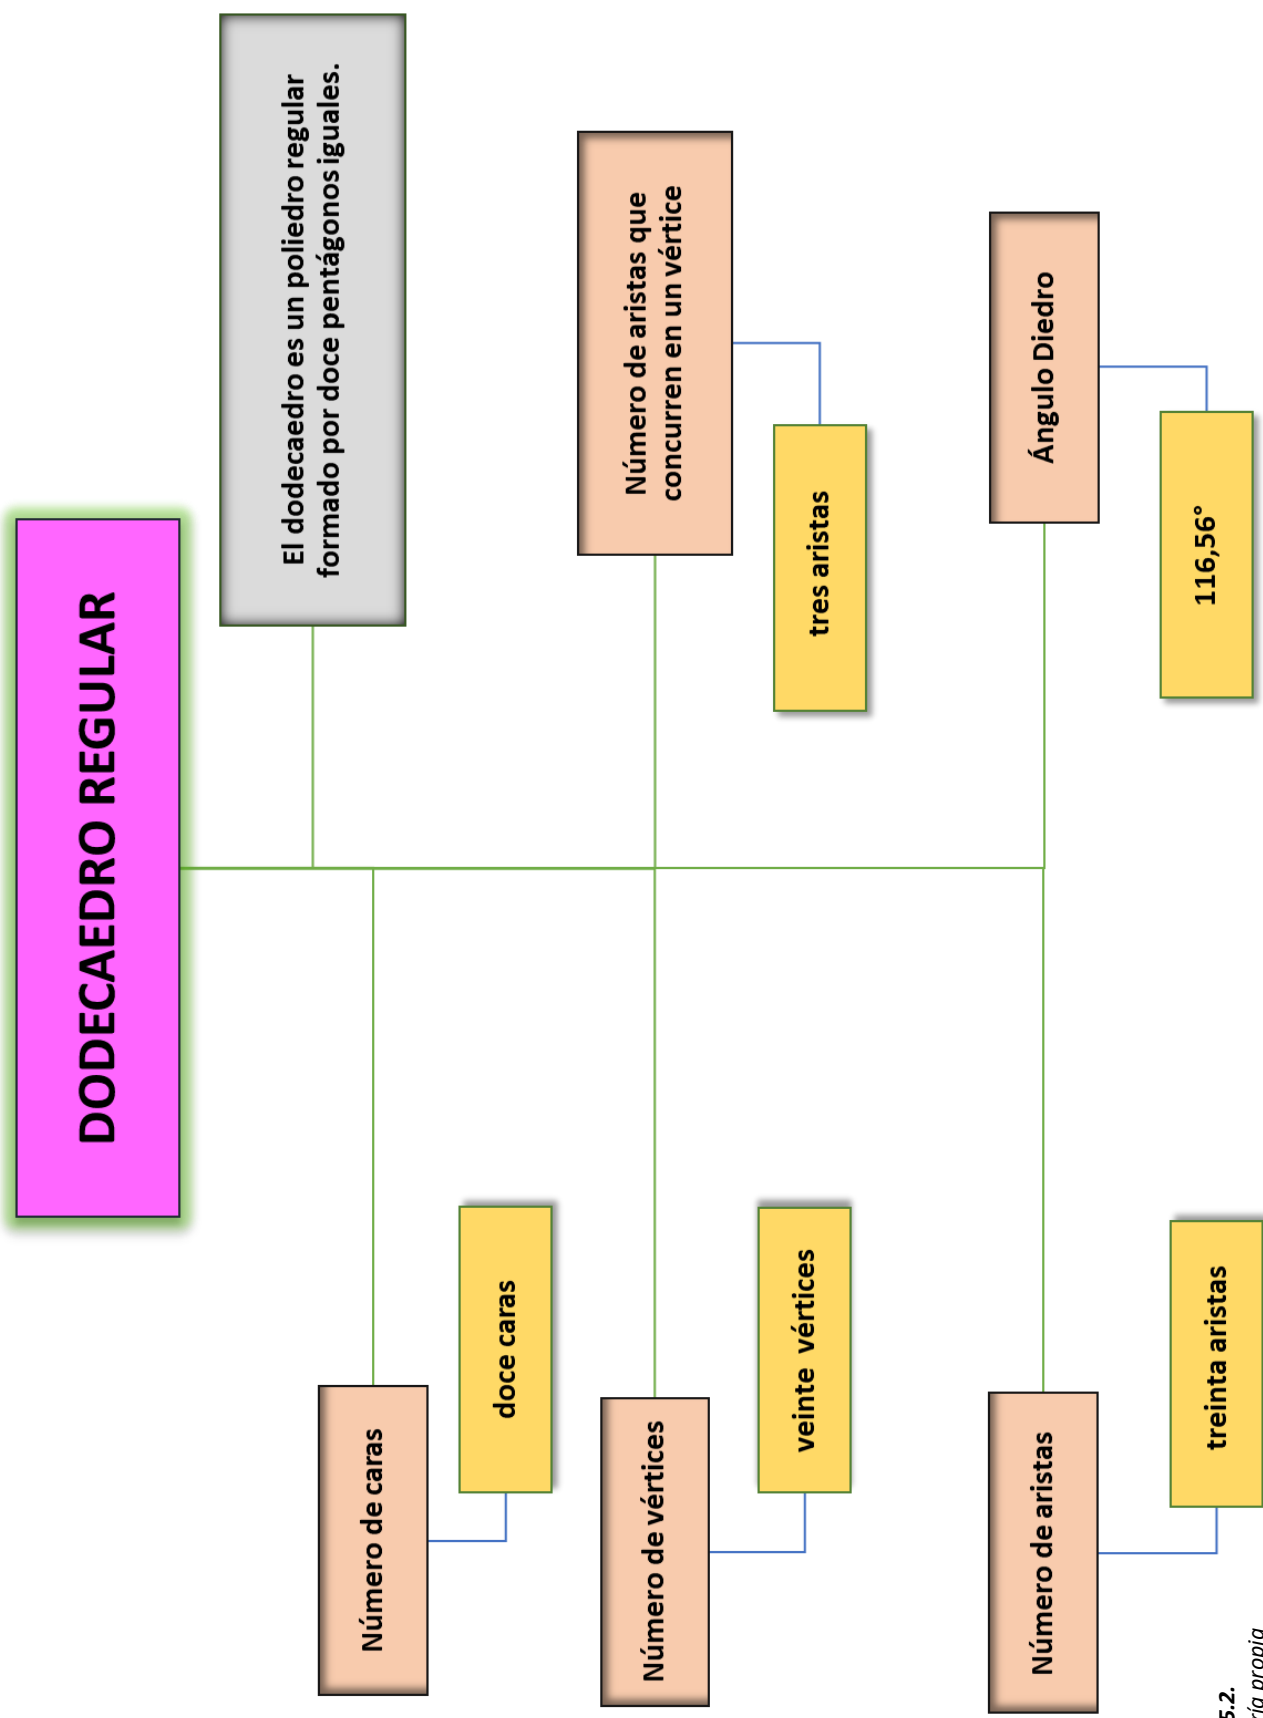 DODECAEDRO REGULAR
El dodecaedro es un poliedro regular
formado por doce pentágonos iguales.
Número de caras
doce caras
Número de aristas que
concurren en un vértice
tres aristas
Número de vértices
veinte vértices
Ángulo Diedro
116,56°
Número de aristas
treinta aristas
5.2.
propia